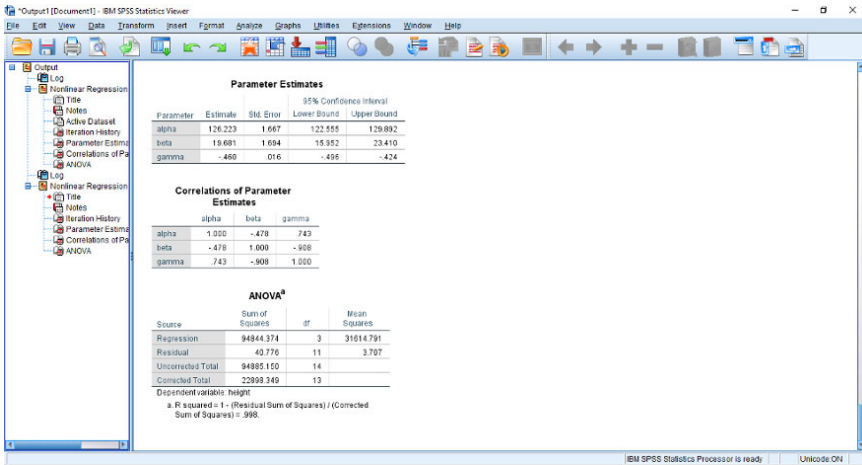 *Output1 [Document1] - IBM SPSS Statistics Viewer
File Edit View Data Transform Insert Format Analyze Graphs Utilities Extensions Window Help
Output
Log
Nonlinear Regression
Title
Notes
Active Dataset
Iteration History
Parameter Estima
Correlations of Pa
ANOVA
Log
Nonlinear Regression
Title
Notes
Iteration History
Parameter Estima
Correlations of Pa
ANOVA
Parameter Estimates
95% Confidence Interval
Parameter Estimate Std. Error Lower Bound Upper Bound
alpha 126.223 1.667 122.555 129.892
beta 19.681 1.694 15.952 23.410
gamma -.460 .016 -.496 -.424
Correlations of Parameter
Estimates
alpha beta gamma
alpha 1.000 -.478 .743
beta -.478 1.000 -.908
gamma .743 -.908 1.000
ANOVAa
Source Sum of Squares df Mean Squares
Regression 94844.374 3 31614.791
Residual 40.776 11 3.707
Uncorrected Total 94885.150 14
Corrected Total 22898.349 13
Dependent variable: height
a. R squared = 1 - (Residual Sum of Squares) / (Corrected
Sum of Squares) = .998.
IBM SPSS Statistics Processor is ready Unicode:ON